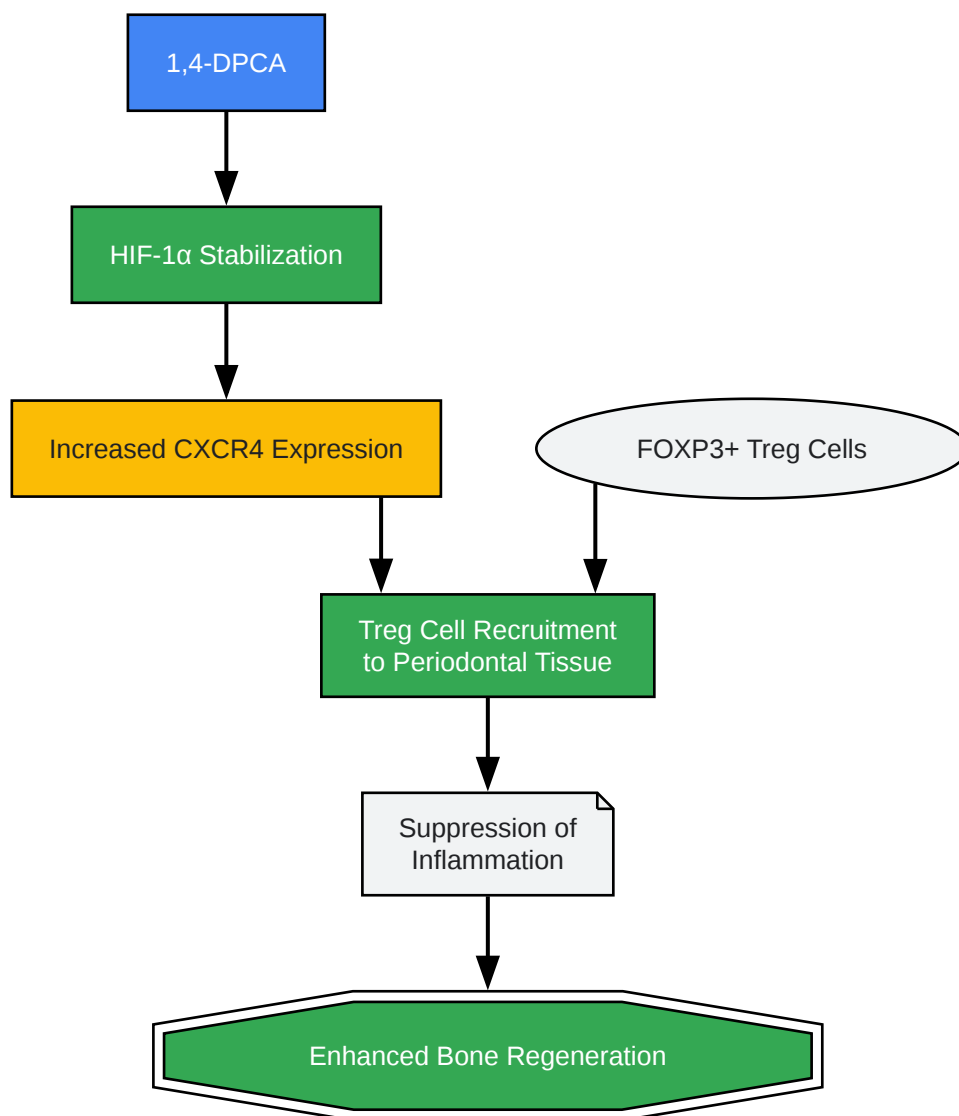 1,4-DPCA
HIF-1α Stabilization
Increased CXCR4 Expression
FOXP3+ Treg Cells
Treg Cell Recruitment
to Periodontal Tissue
Suppression of
Inflammation
Enhanced Bone Regeneration